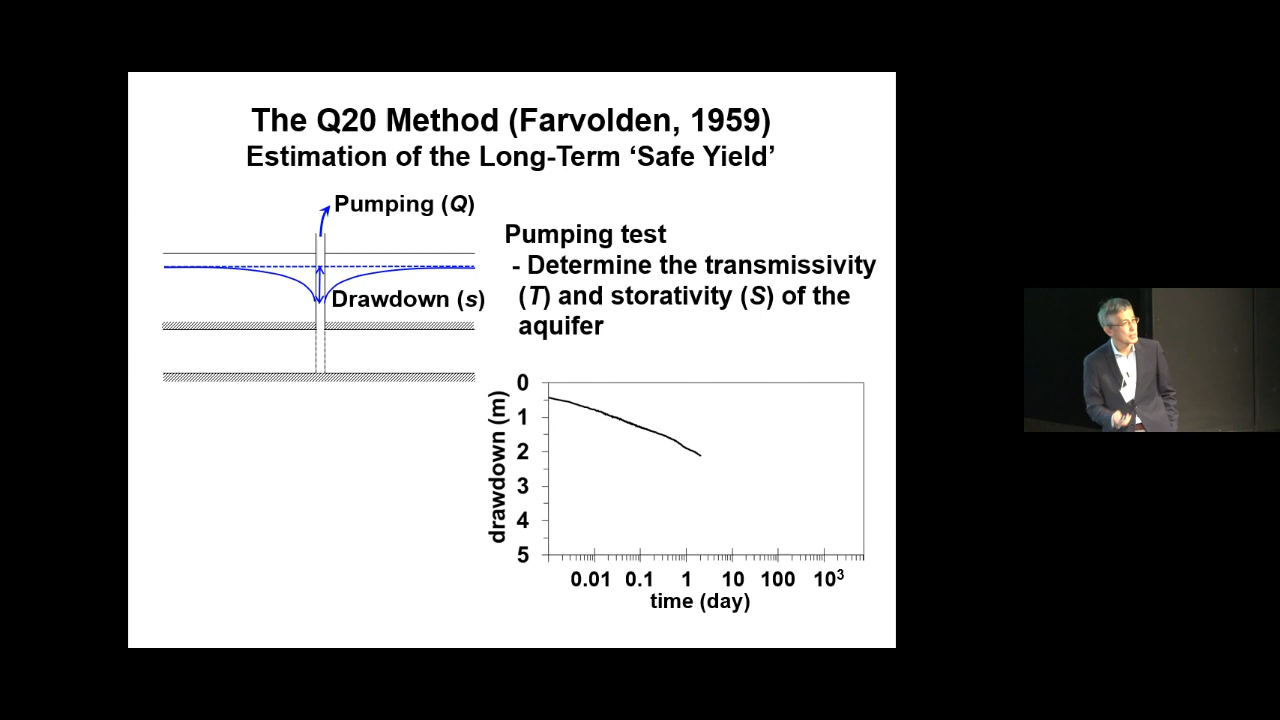 The Q20 Method (Farvolden, 1959)
Estimation of the Long-Term ‘Safe Yield’
Pumping (Q)
Drawdown (s)
Pumping test
- Determine the transmissivity
(T) and storativity (S) of the
aquifer
drawdown (m)
0
1
2
3
4
5
0.01 0.1 1 10 100 10³
time (day)